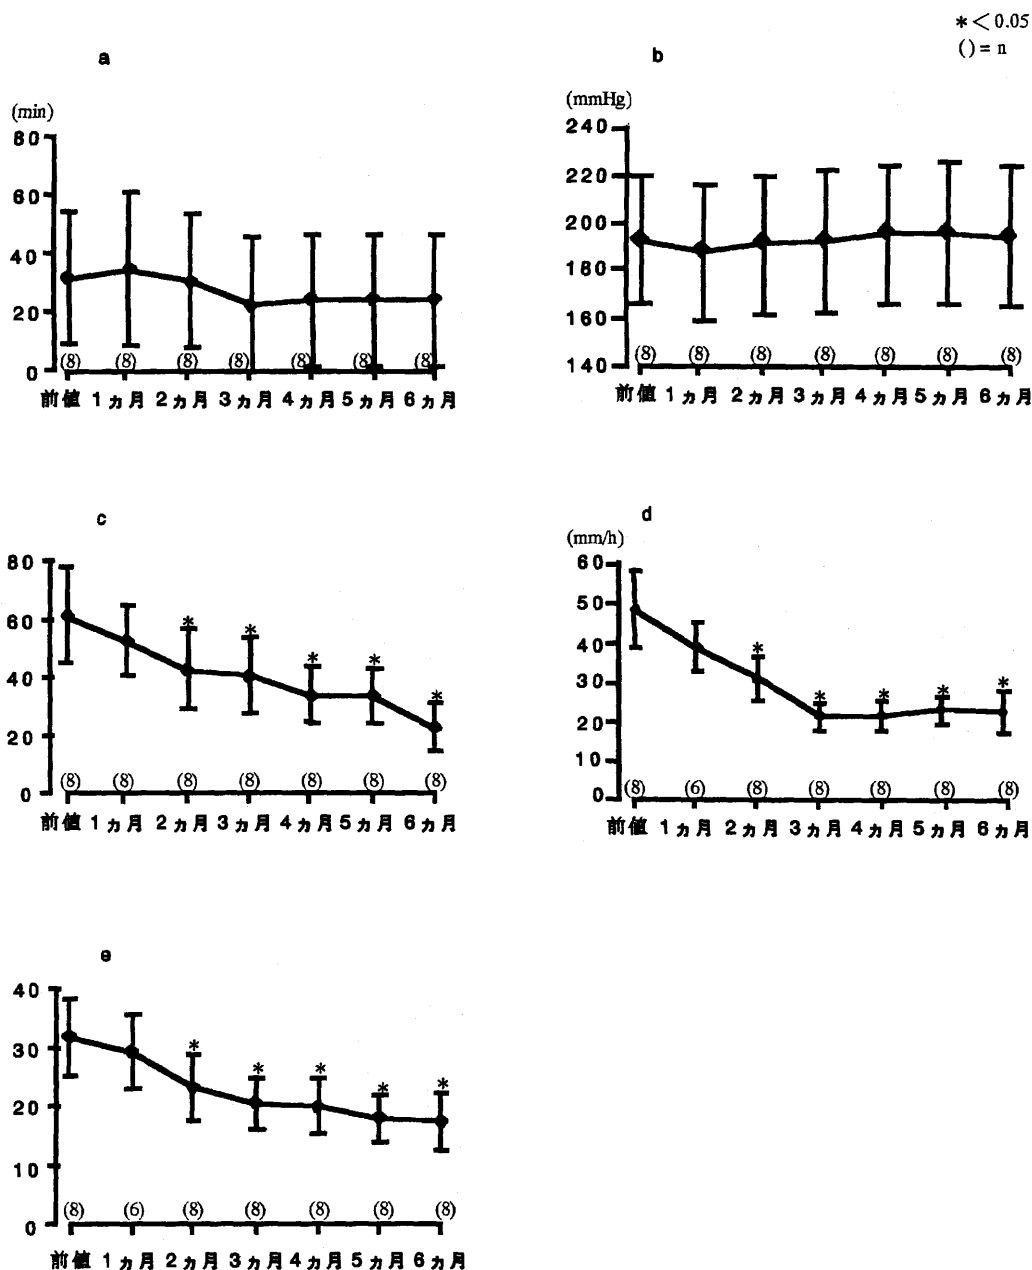 * < 0.05
( ) = n
a
(min)
80
60
40
20
0
(8) (8) (8) (8) (8) (8) (8)
前値 1ヵ月 2ヵ月 3ヵ月 4ヵ月 5ヵ月 6ヵ月
b
(mmHg)
240
220
200
180
160
140
(8) (8) (8) (8) (8) (8) (8)
前値 1ヵ月 2ヵ月 3ヵ月 4ヵ月 5ヵ月 6ヵ月
c
80
60
40
20
0
* * * * *
(8) (8) (8) (8) (8) (8) (8)
前値 1ヵ月 2ヵ月 3ヵ月 4ヵ月 5ヵ月 6ヵ月
d
(mm/h)
60
50
40
30
20
10
0
* * * * *
(8) (6) (8) (8) (8) (8) (8)
前値 1ヵ月 2ヵ月 3ヵ月 4ヵ月 5ヵ月 6ヵ月
e
40
30
20
10
0
* * * * *
(8) (6) (8) (8) (8) (8) (8)
前値 1ヵ月 2ヵ月 3ヵ月 4ヵ月 5ヵ月 6ヵ月